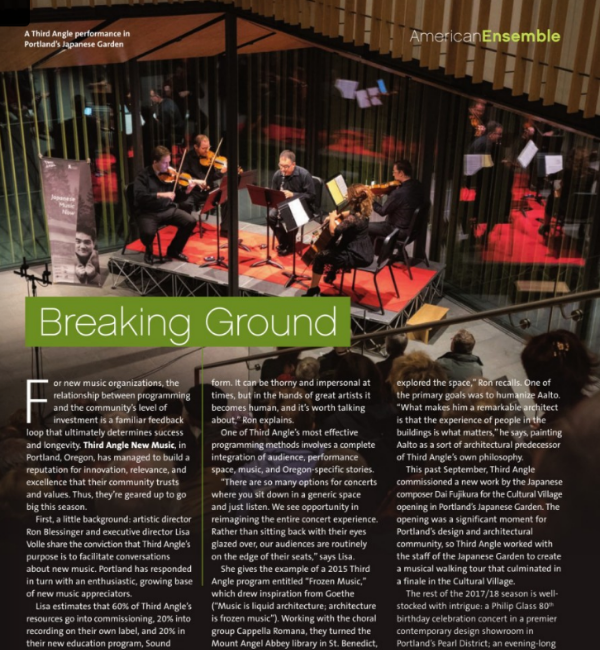 A Third Angle performance in
Portland's Japanese Garden
AmericanEnsemble
Japanese
Music
Now
Breaking Ground
For new music organizations, the
relationship between programming
and the community's level of
investment is a familiar feedback
loop that ultimately determines success
and longevity. Third Angle New Music, in
Portland, Oregon, has managed to build a
reputation for innovation, relevance, and
excellence that their community trusts
and values. Thus, they're geared up to go
big this season.
First, a little background: artistic director
Ron Blessinger and executive director Lisa
Volle share the conviction that Third Angle's
purpose is to facilitate conversations
about new music. Portland has responded
in turn with an enthusiastic, growing base
of new music appreciators.
Lisa estimates that 60% of Third Angle's
resources go into commissioning, 20% into
recording on their own label, and 20% in
their new education program, Sound
form. It can be thorny and impersonal at
times, but in the hands of great artists it
becomes human, and it's worth talking
about," Ron explains.
One of Third Angle's most effective
programming methods involves a complete
integration of audience, performance
space, music, and Oregon-specific stories.
"There are so many options for concerts
where you sit down in a generic space
and just listen. We see opportunity in
reimagining the entire concert experience.
Rather than sitting back with their eyes
glazed over, our audiences are routinely
on the edge of their seats," says Lisa.
She gives the example of a 2015 Third
Angle program entitled "Frozen Music,"
which drew inspiration from Goethe
("Music is liquid architecture; architecture
is frozen music"). Working with the choral
group Cappella Romana, they turned the
Mount Angel Abbey library in St. Benedict,
explored the space," Ron recalls. One of
the primary goals was to humanize Aalto.
"What makes him a remarkable architect
is that the experience of people in the
buildings is what matters," he says, painting
Aalto as a sort of architectural predecessor
of Third Angle's own philosophy.
This past September, Third Angle
commissioned a new work by the Japanese
composer Dai Fujikura for the Cultural Village
opening in Portland's Japanese Garden. The
opening was a significant moment for
Portland's design and architectural
community, so Third Angle worked with
the staff of the Japanese Garden to create
a musical walking tour that culminated in
a finale in the Cultural Village.
The rest of the 2017/18 season is well-
stocked with intrigue: a Philip Glass 80th
birthday celebration concert in a premier
contemporary design showroom in
Portland's Pearl District; an evening-long